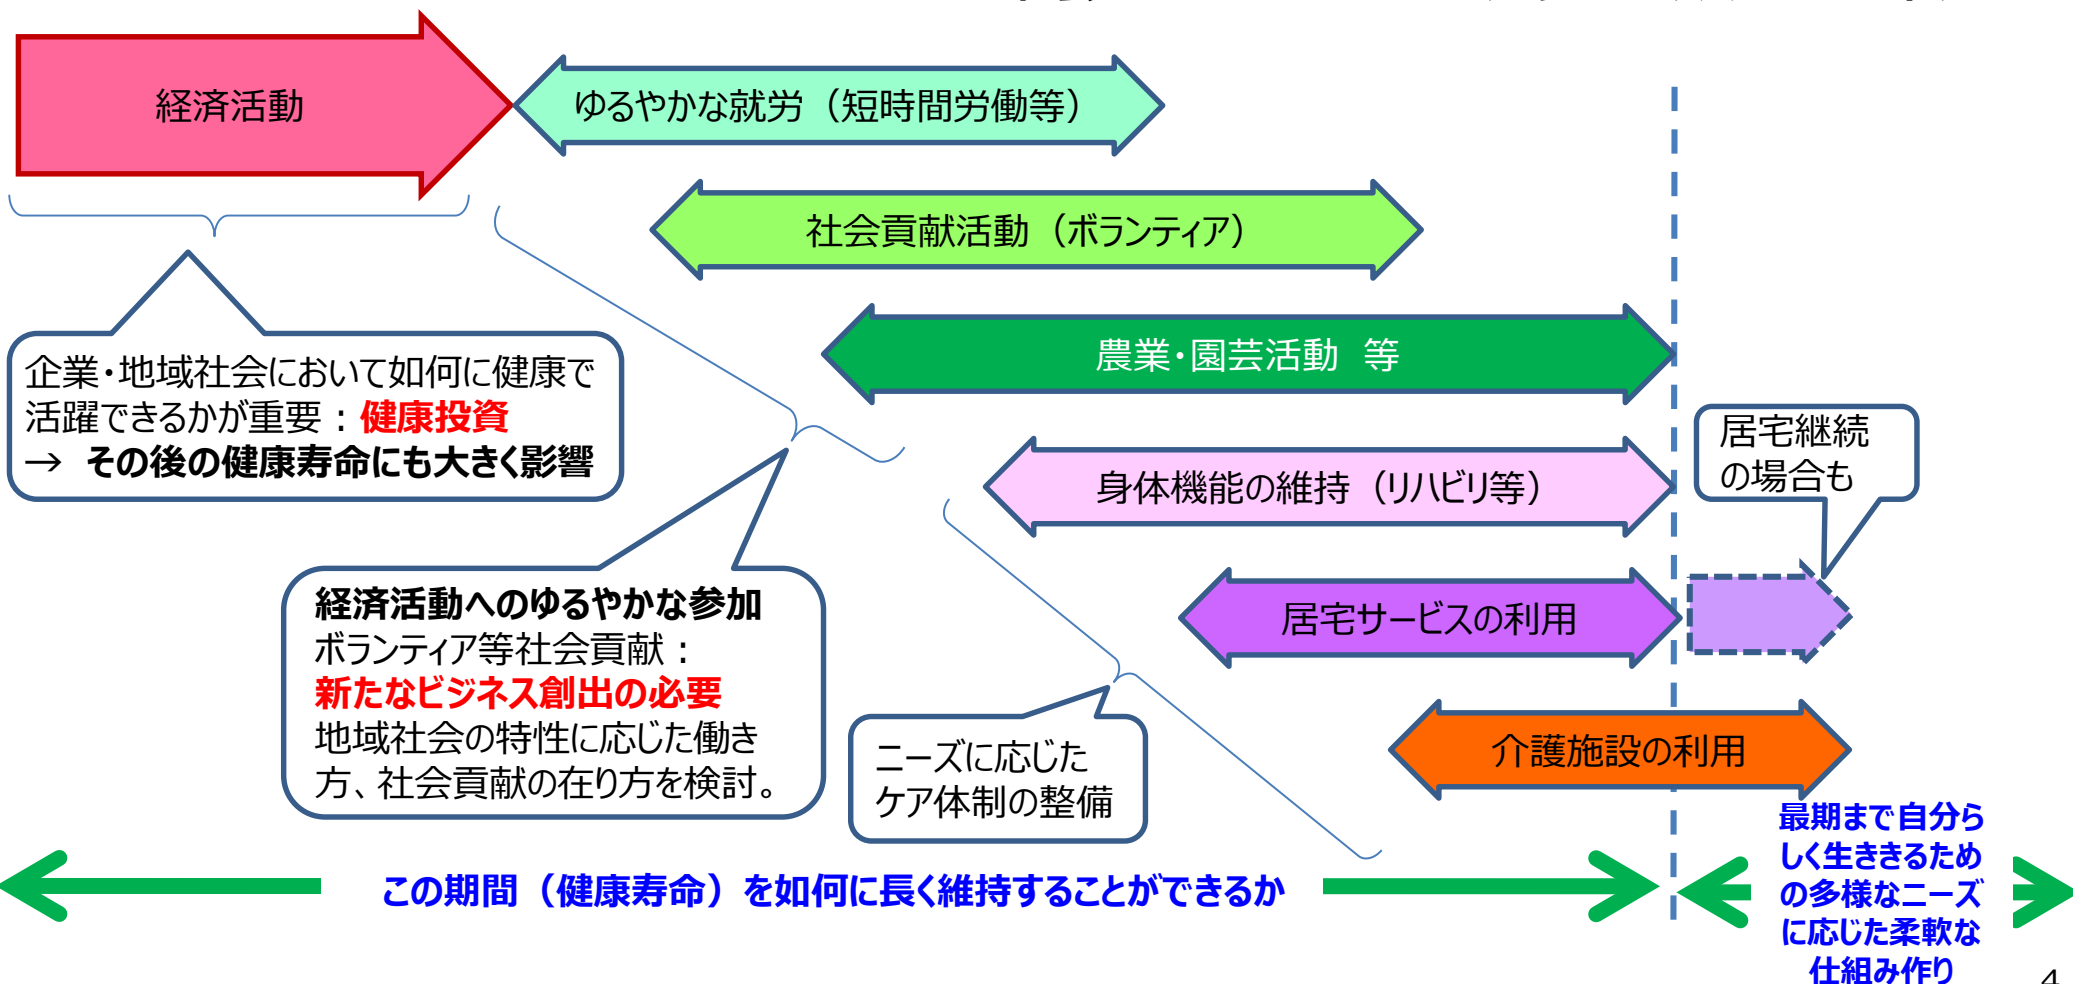 経済活動
ゆるやかな就労（短時間労働等）
社会貢献活動（ボランティア）
農業・園芸活動　等
企業・地域社会において如何に健康で
活躍できるかが重要：健康投資
→ その後の健康寿命にも大きく影響
居宅継続
の場合も
身体機能の維持（リハビリ等）
経済活動へのゆるやかな参加
ボランティア等社会貢献：
新たなビジネス創出の必要
地域社会の特性に応じた働き
方、社会貢献の在り方を検討。
居宅サービスの利用
ニーズに応じた
ケア体制の整備
介護施設の利用
この期間（健康寿命）を如何に長く維持することができるか
最期まで自分ら
しく生ききるため
の多様なニーズ
に応じた柔軟な
仕組み作り
4